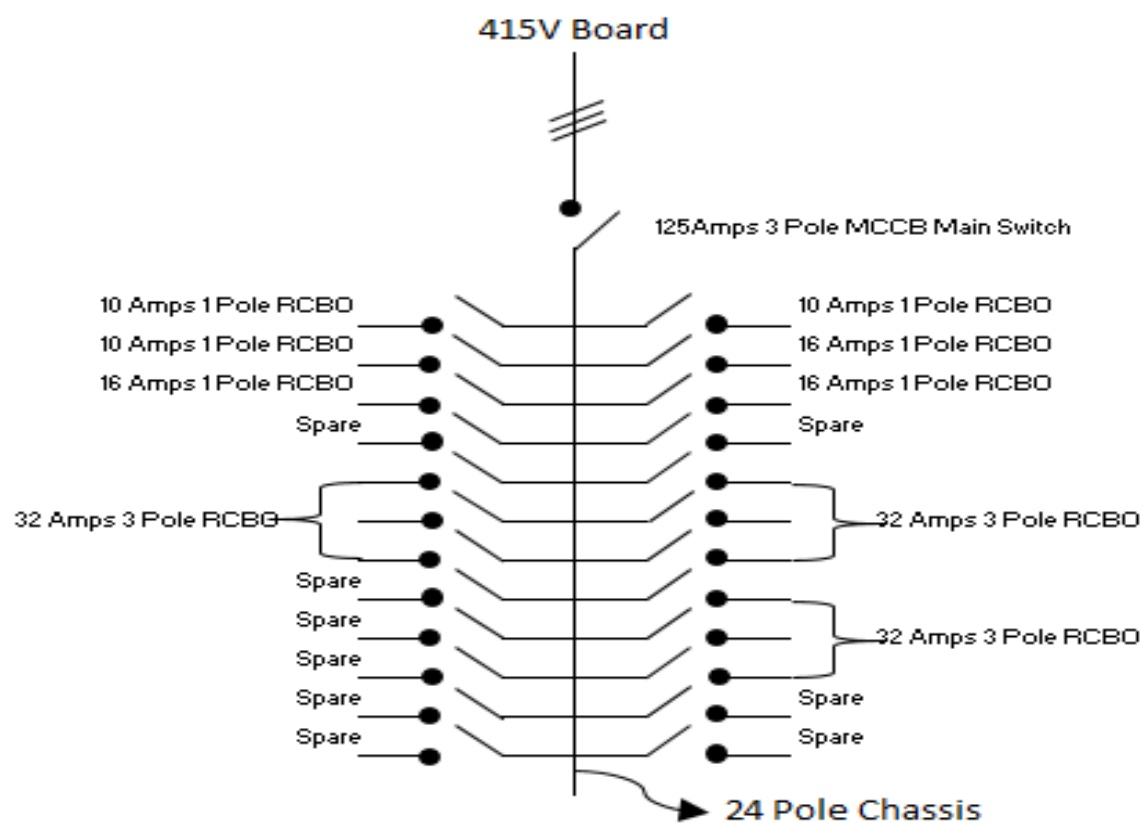 415V Board
125Amps 3 Pole MCCB Main Switch
10 Amps 1 Pole RCBO
10 Amps 1 Pole RCBO
10 Amps 1 Pole RCBO
16 Amps 1 Pole RCBO
16 Amps 1 Pole RCBO
16 Amps 1 Pole RCBO
Spare
Spare
32 Amps 3 Pole RCBO
32 Amps 3 Pole RCBO
Spare
Spare
32 Amps 3 Pole RCBO
Spare
Spare
Spare
Spare
Spare
24 Pole Chassis